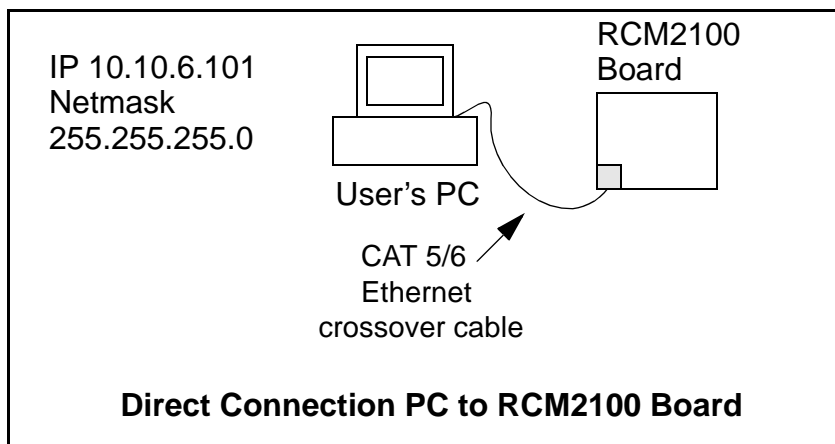 IP 10.10.6.101
Netmask
255.255.255.0
User’s PC
RCM2100
Board
CAT 5/6
Ethernet
crossover cable
Direct Connection PC to RCM2100 Board